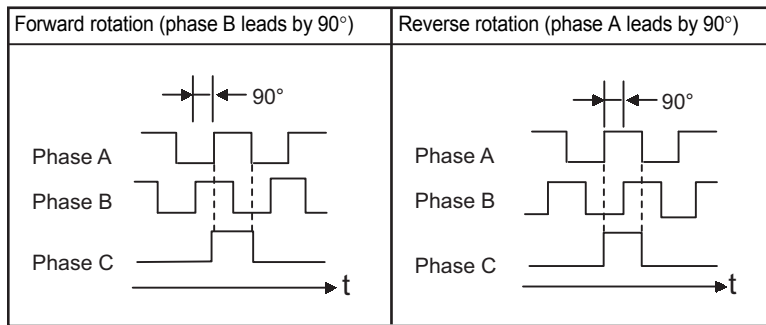 Forward rotation (phase B leads by 90°)
90°
Phase A
Phase B
Phase C
t
Reverse rotation (phase A leads by 90°)
90°
Phase A
Phase B
Phase C
t